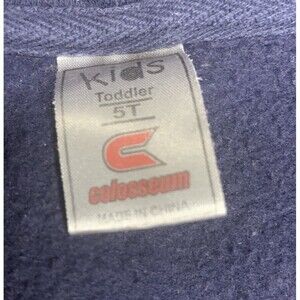 Kids
Toddler
5T
colosseum
MADE IN CHINA